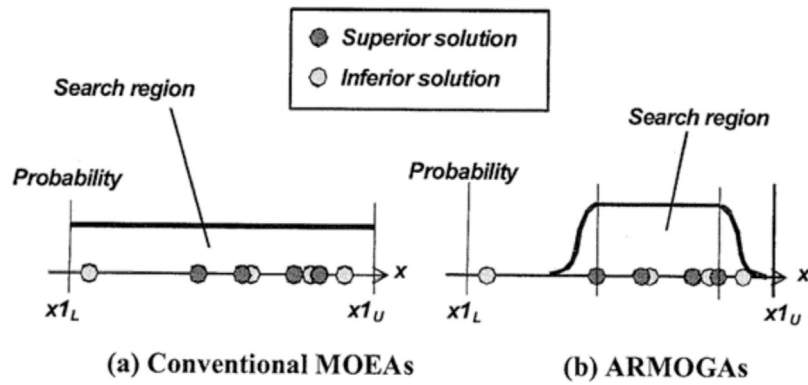 Superior solution
Inferior solution
Search region
Probability
x
x1L
x1U
(a) Conventional MOEAs
Search region
Probability
x
x1L
x1U
(b) ARMOGAs